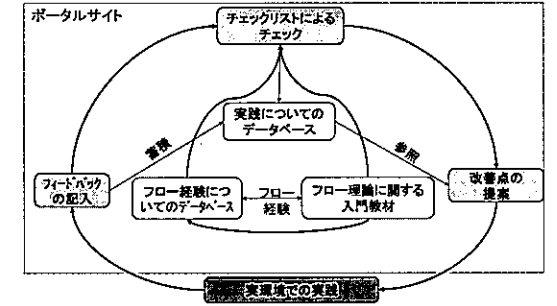 ポータルサイト
チェックリストによる
チェック
実践についての
データベース
蓄積
参照
フィードバック
の記入
フロー経験につ
いてのデータベース
フロー
経験
フロー理論に関する
入門教材
改善点の
提案
実環境での実践